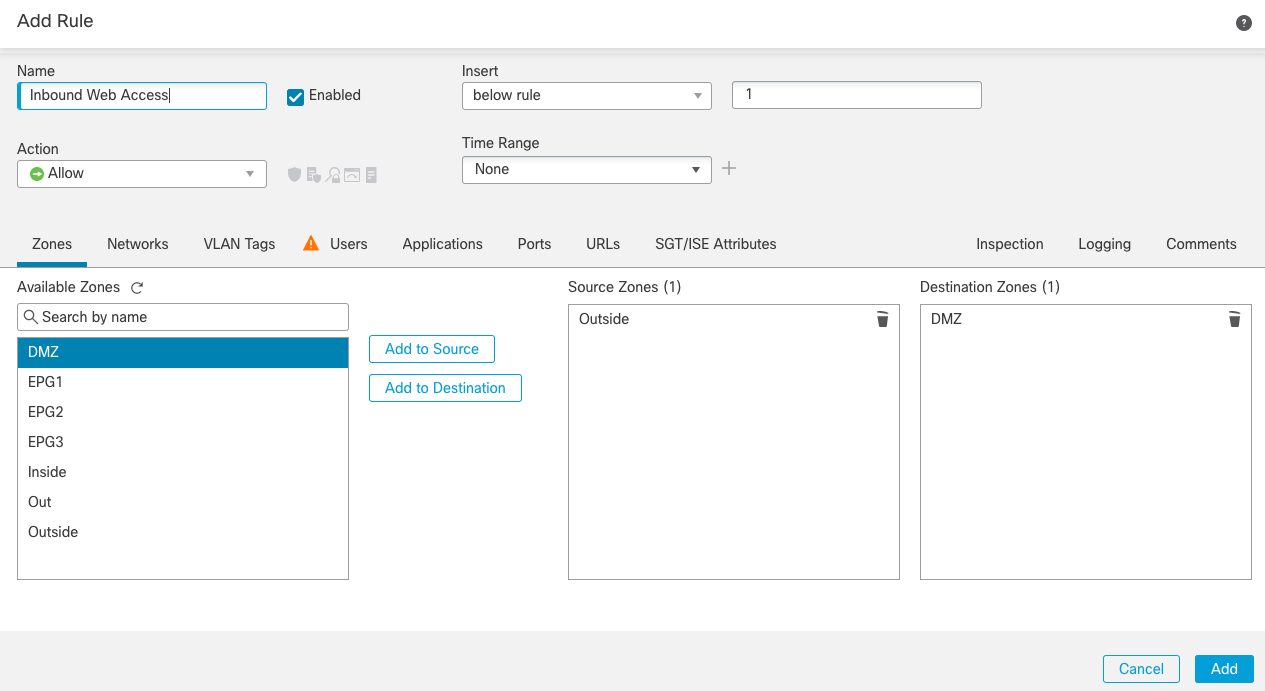 Add Rule
?
Name
Insert
Inbound Web Access
Enabled
below rule
1
Action
Time Range
Allow
None
Zones
Networks
VLAN Tags
Users
Applications
Ports
URLs
SGT/ISE Attributes
Inspection
Logging
Comments
Available Zones
Source Zones (1)
Destination Zones (1)
Search by name
Outside
DMZ
DMZ
Add to Source
EPG1
Add to Destination
EPG2
EPG3
Inside
Out
Outside
Cancel
Add